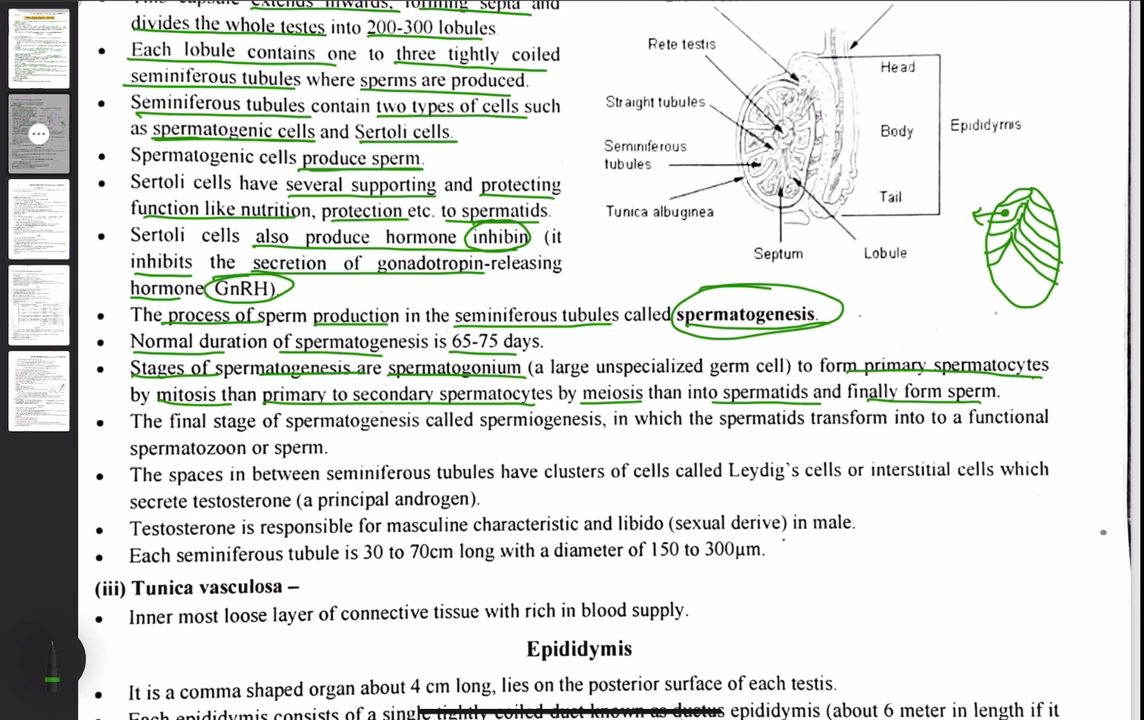 This capsule extends inwards, forming septa and
divides the whole testes into 200-300 lobules.
• Each lobule contains one to three tightly coiled
seminiferous tubules where sperms are produced.
• Seminiferous tubules contain two types of cells such
as spermatogenic cells and Sertoli cells.
• Spermatogenic cells produce sperm.
• Sertoli cells have several supporting and protecting
function like nutrition, protection etc. to spermatids.
• Sertoli cells also produce hormone inhibin (it
inhibits the secretion of gonadotropin-releasing
hormone GnRH)
Rete testis
Straight tubules
Seminiferous
tubules
Tunica albuginea
Septum
Lobule
Head
Body
Tail
Epididymis
• The process of sperm production in the seminiferous tubules called spermatogenesis.
• Normal duration of spermatogenesis is 65-75 days.
• Stages of spermatogenesis are spermatogonium (a large unspecialized germ cell) to form primary spermatocytes
by mitosis than primary to secondary spermatocytes by meiosis than into spermatids and finally form sperm.
• The final stage of spermatogenesis called spermiogenesis, in which the spermatids transform into to a functional
spermatozoon or sperm.
• The spaces in between seminiferous tubules have clusters of cells called Leydig's cells or interstitial cells which
secrete testosterone (a principal androgen).
• Testosterone is responsible for masculine characteristic and libido (sexual derive) in male.
• Each seminiferous tubule is 30 to 70cm long with a diameter of 150 to 300μm.
(iii) Tunica vasculosa –
• Inner most loose layer of connective tissue with rich in blood supply.
Epididymis
• It is a comma shaped organ about 4 cm long, lies on the posterior surface of each testis.
• Each epididymis consists of a single tightly coiled duct known as ductus epididymis (about 6 meter in length if it